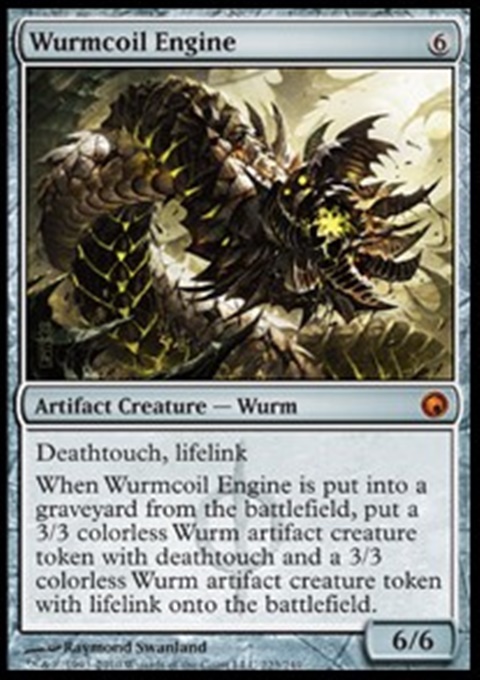 Wurmcoil Engine 6
Artifact Creature — Wurm
Deathtouch, lifelink
When Wurmcoil Engine is put into a
graveyard from the battlefield, put a
3/3 colorless Wurm artifact creature
token with deathtouch and a 3/3
colorless Wurm artifact creature token
with lifelink onto the battlefield.
Raymond Swanland
6/6